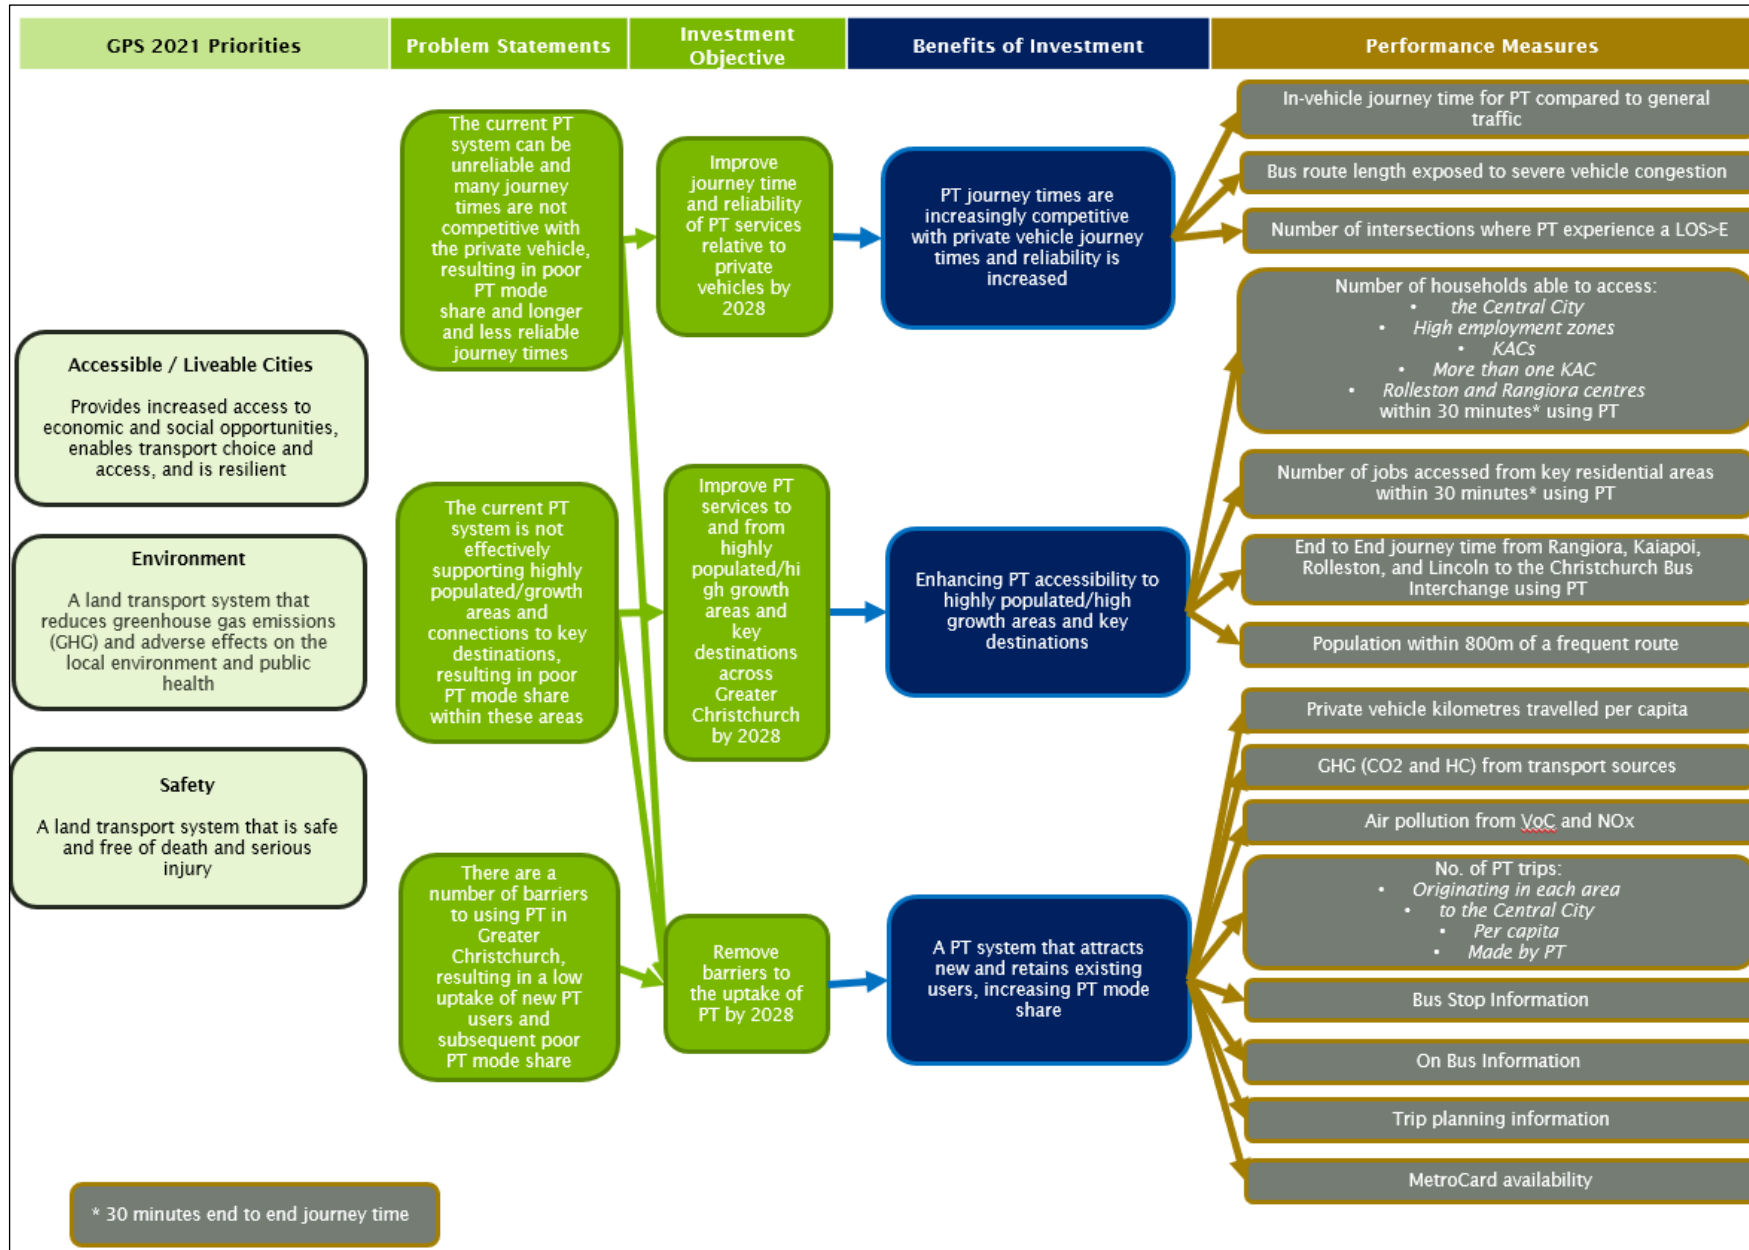 GPS 2021 Priorities
Problem Statements
Investment
Objective
Benefits of Investment
Performance Measures
Accessible / Liveable Cities
Provides increased access to
economic and social opportunities,
enables transport choice and
access, and is resilient
Environment
A land transport system that
reduces greenhouse gas emissions
(GHG) and adverse effects on the
local environment and public
health
Safety
A land transport system that is safe
and free of death and serious
injury
The current PT
system can be
unreliable and
many journey
times are not
competitive with
the private vehicle,
resulting in poor
PT mode
share and longer
and less reliable
journey times
The current PT
system is not
effectively
supporting highly
populated/growth
areas and
connections to key
destinations,
resulting in poor
PT mode share
within these areas
There are a
number of barriers
to using PT in
Greater
Christchurch,
resulting in a low
uptake of new PT
users and
subsequent poor
PT mode share
Improve
journey time
and reliability
of PT services
relative to
private
vehicles by
2028
Improve PT
services to
and from
highly
populated/hi
gh growth
areas and
key
destinations
across
Greater
Christchurch
by 2028
Remove
barriers to
the uptake of
PT by 2028
PT journey times are
increasingly competitive
with private vehicle journey
times and reliability is
increased
Enhancing PT accessibility to
highly populated/high
growth areas and key
destinations
A PT system that attracts
new and retains existing
users, increasing PT mode
share
In-vehicle journey time for PT compared to general
traffic
Bus route length exposed to severe vehicle congestion
Number of intersections where PT experience a LOS>E
Number of households able to access:
• the Central City
• High employment zones
• KACs
• More than one KAC
• Rolleston and Rangiora centres
within 30 minutes* using PT
Number of jobs accessed from key residential areas
within 30 minutes* using PT
End to End journey time from Rangiora, Kaiapoi,
Rolleston, and Lincoln to the Christchurch Bus
Interchange using PT
Population within 800m of a frequent route
Private vehicle kilometres travelled per capita
GHG (CO2 and HC) from transport sources
Air pollution from VoC and NOx
No. of PT trips:
• Originating in each area
• to the Central City
• Per capita
• Made by PT
Bus Stop Information
On Bus Information
Trip planning information
MetroCard availability
* 30 minutes end to end journey time